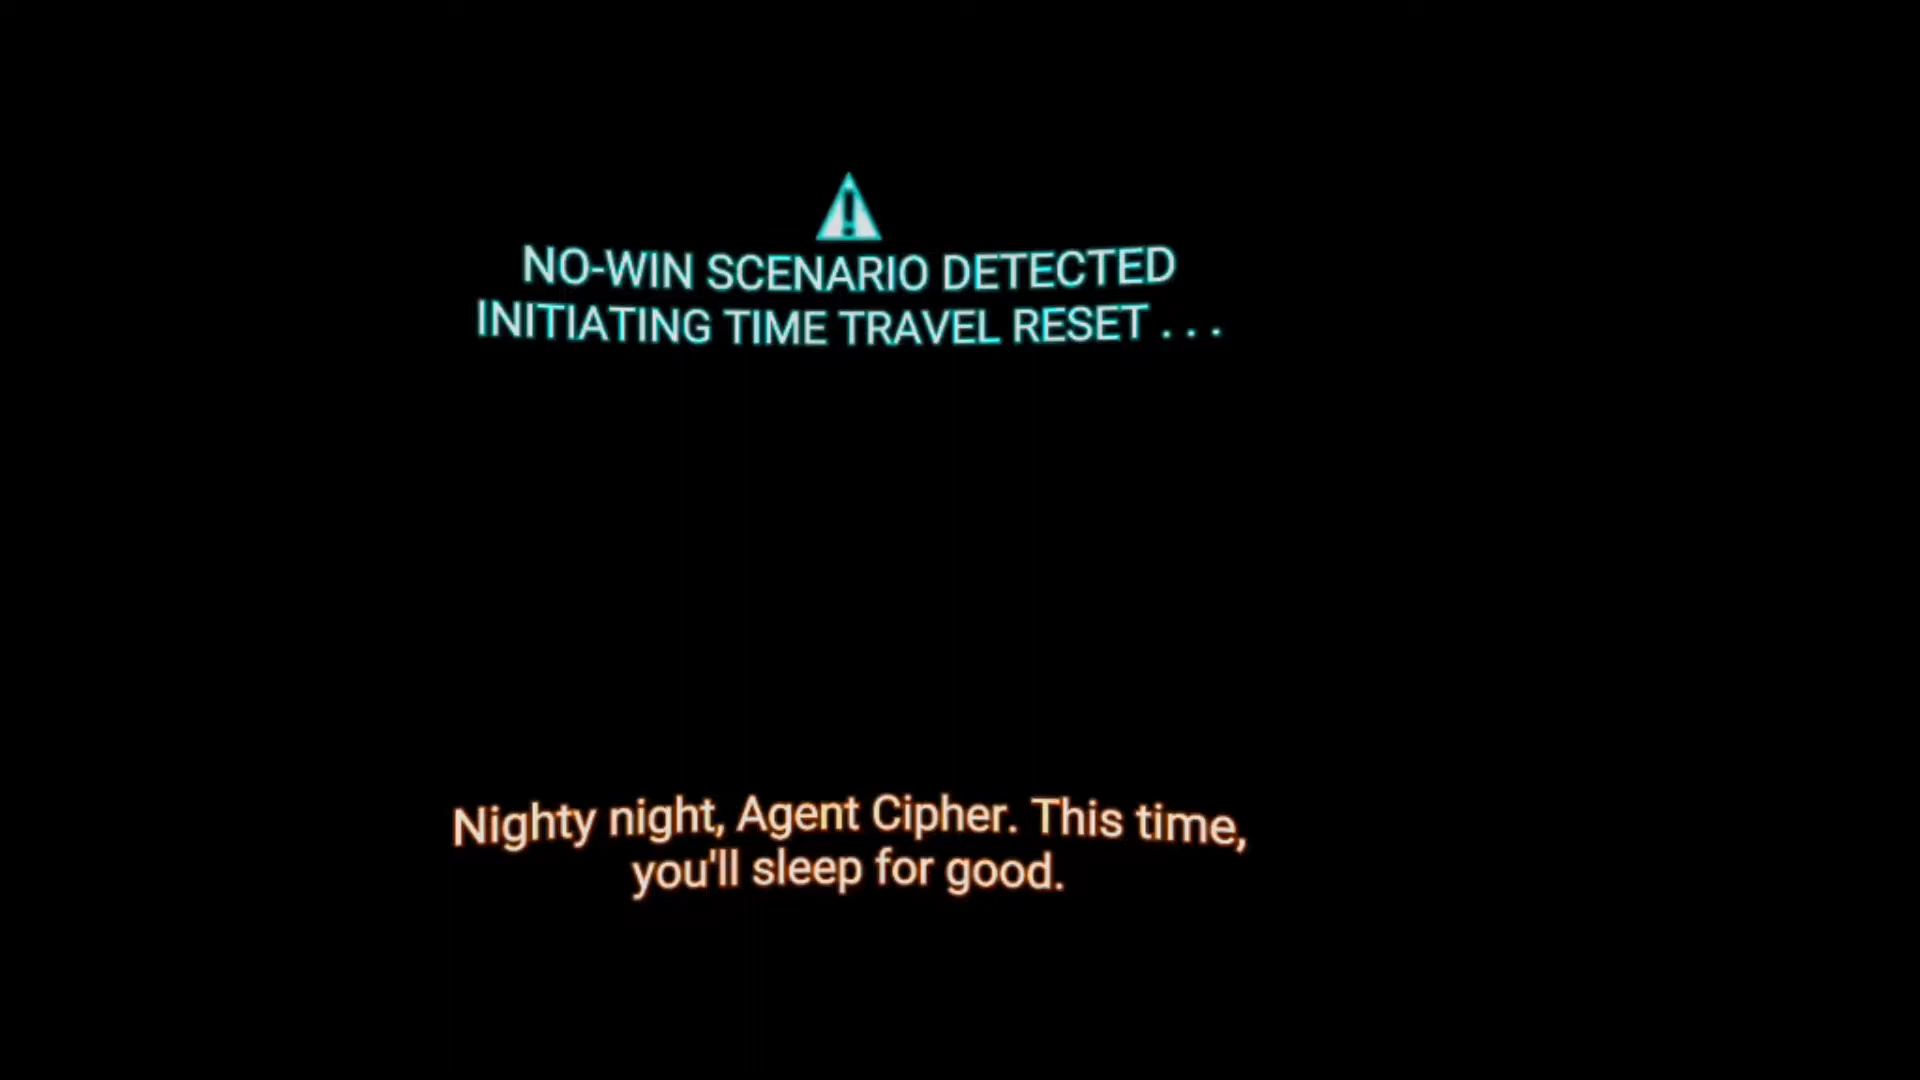 NO-WIN SCENARIO DETECTED
INITIATING TIME TRAVEL RESET . . .
Nighty night, Agent Cipher. This time,
you'll sleep for good.